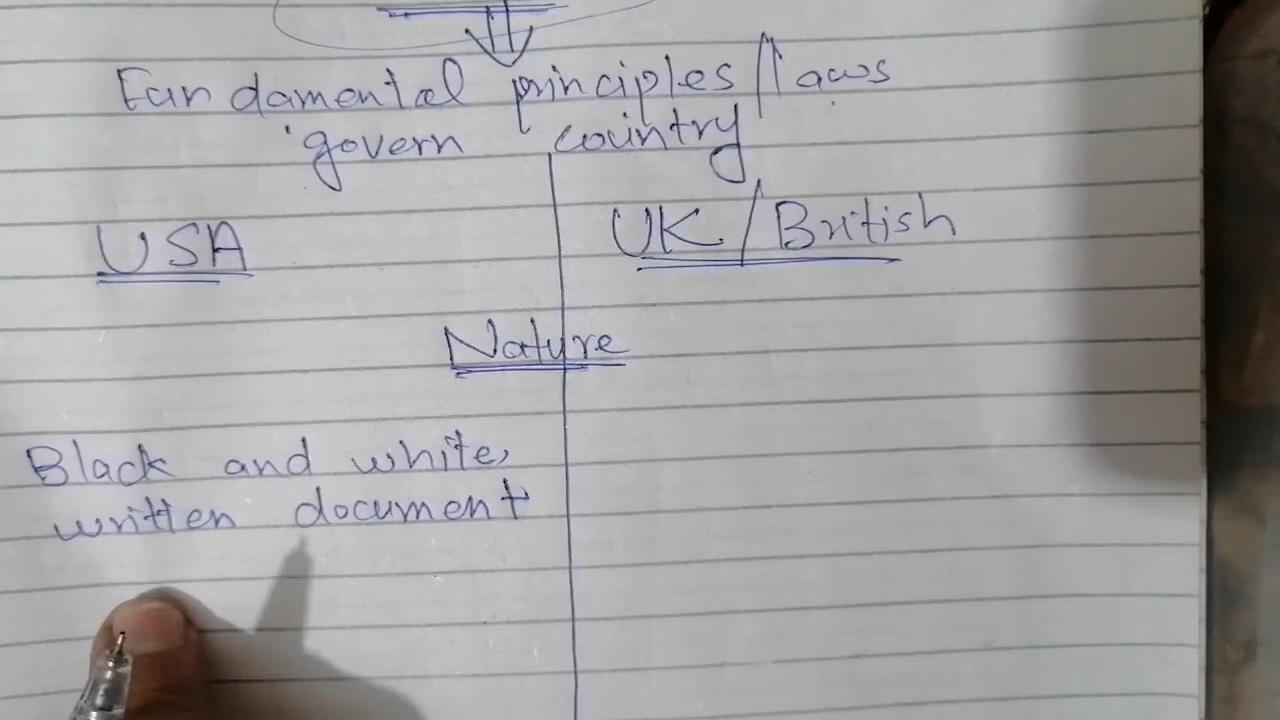 Fundamental principles/laws
govern country
USA
UK/British
Nature
Black and white,
written document